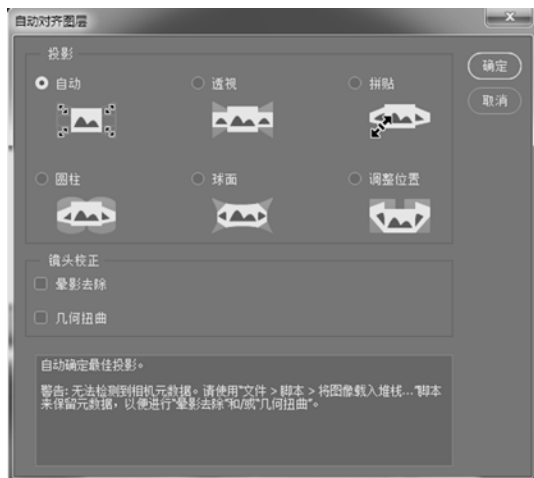 自动对齐图层
投影
自动
透视
拼贴
圆柱
球面
调整位置
镜头校正
晕影去除
几何扭曲
确定
取消
自动确定最佳投影。
警告: 无法检测到相机元数据。请使用“文件 > 脚本 > 将图像载入堆栈...”脚本
来保留元数据，以便进行“晕影去除”和/或“几何扭曲”。